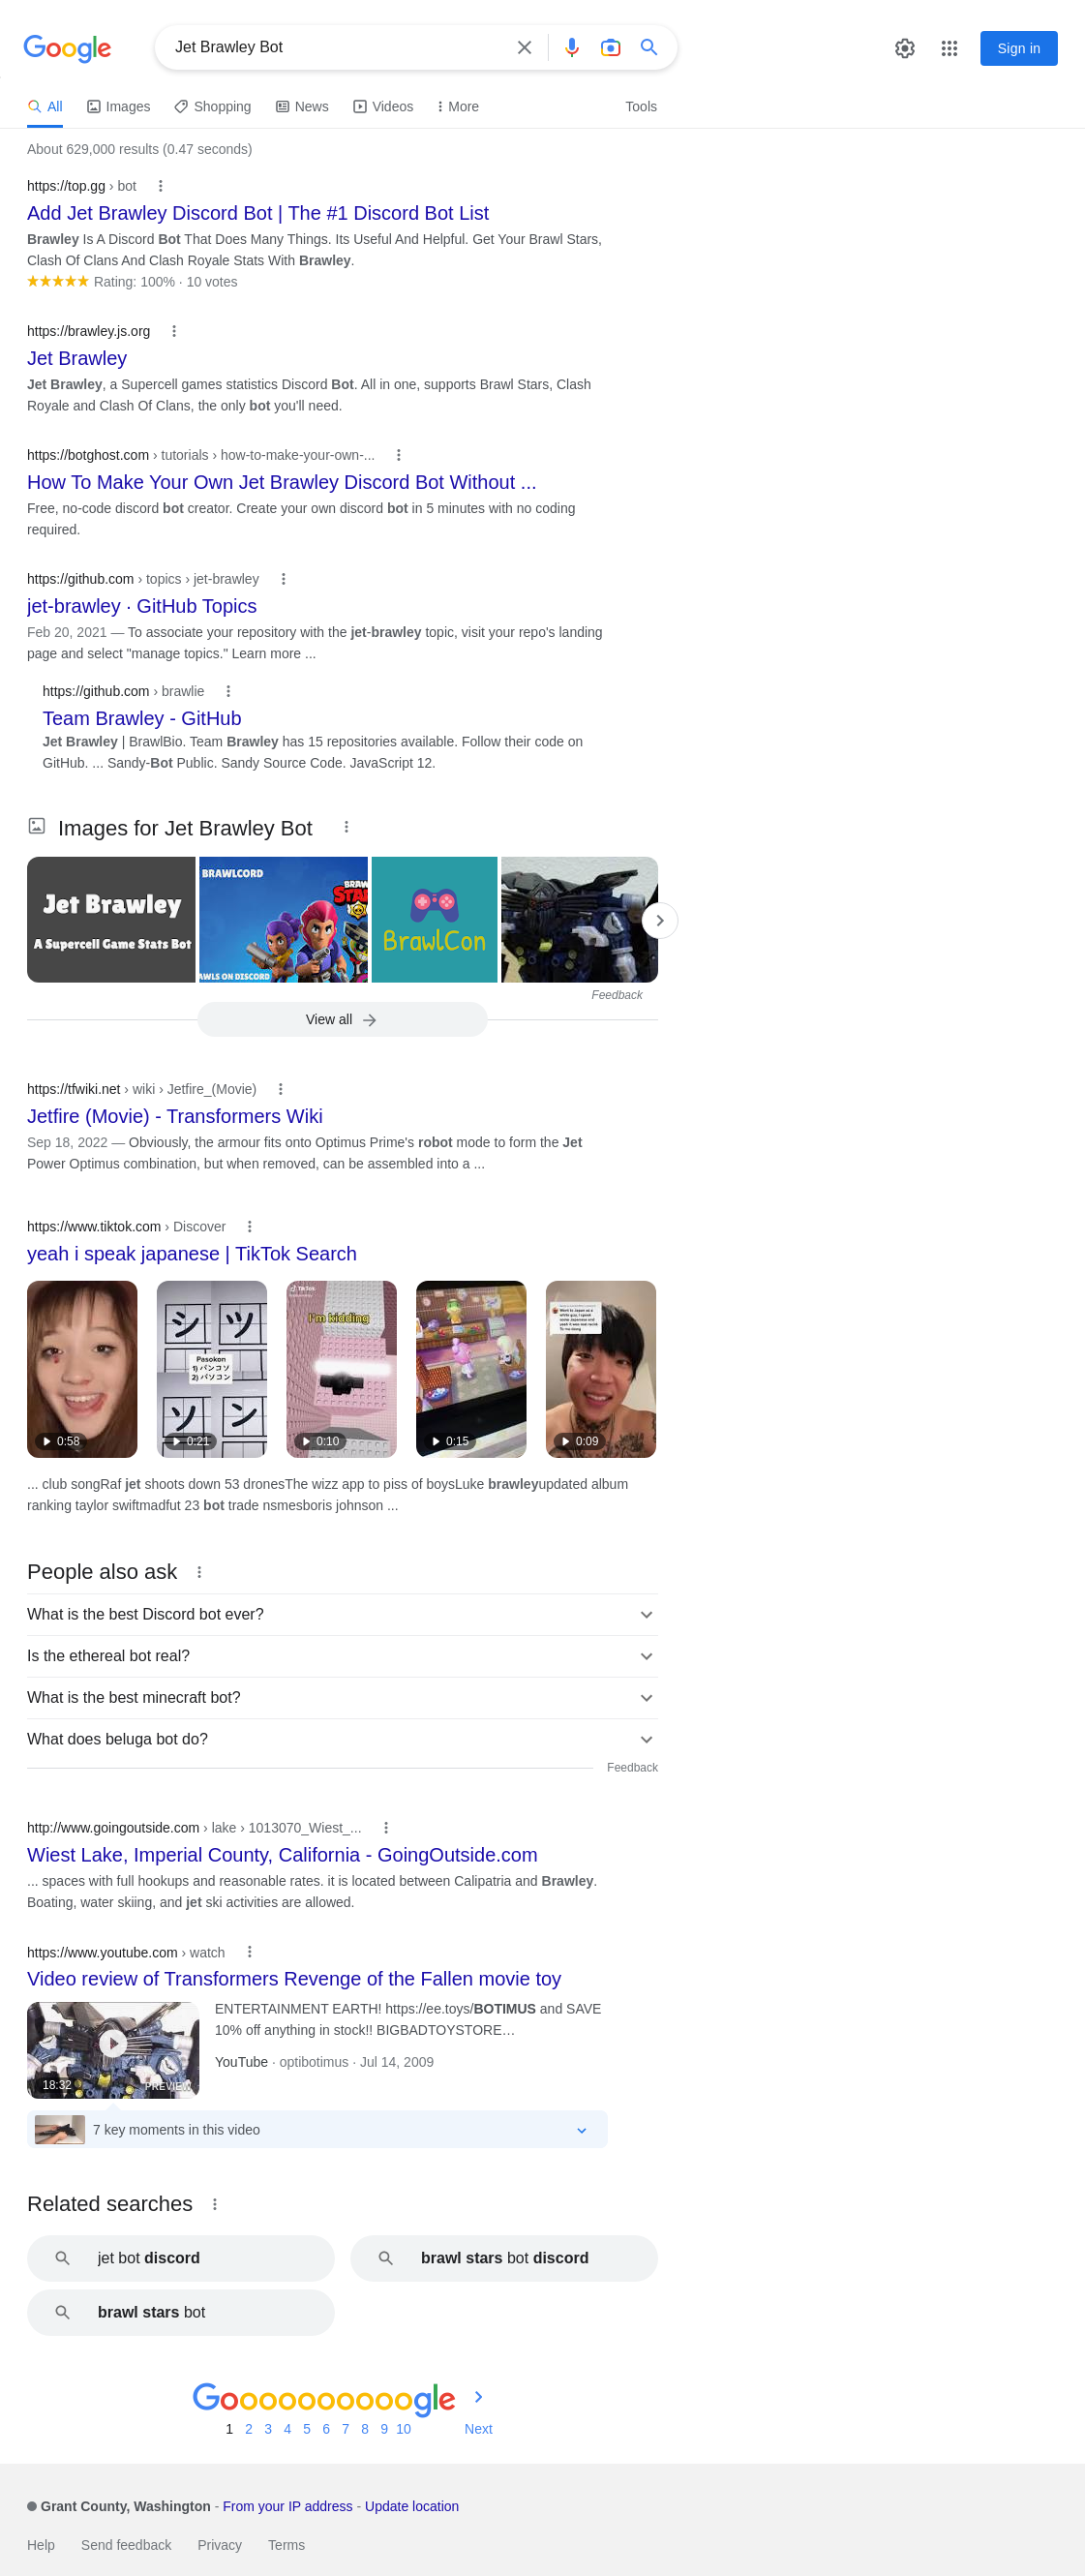 Google
Jet Brawley Bot
Sign in
All
Images
Shopping
News
Videos
More
Tools
About 629,000 results (0.47 seconds)
https://top.gg › bot
Add Jet Brawley Discord Bot | The #1 Discord Bot List
Brawley Is A Discord Bot That Does Many Things. Its Useful And Helpful. Get Your Brawl Stars,
Clash Of Clans And Clash Royale Stats With Brawley.
Rating: 100% · 10 votes
https://brawley.js.org
Jet Brawley
Jet Brawley, a Supercell games statistics Discord Bot. All in one, supports Brawl Stars, Clash
Royale and Clash Of Clans, the only bot you'll need.
https://botghost.com › tutorials › how-to-make-your-own-...
How To Make Your Own Jet Brawley Discord Bot Without ...
Free, no-code discord bot creator. Create your own discord bot in 5 minutes with no coding
required.
https://github.com › topics › jet-brawley
jet-brawley · GitHub Topics
Feb 20, 2021 — To associate your repository with the jet-brawley topic, visit your repo's landing
page and select "manage topics." Learn more ...
https://github.com › brawlie
Team Brawley - GitHub
Jet Brawley | BrawlBio. Team Brawley has 15 repositories available. Follow their code on
GitHub. ... Sandy-Bot Public. Sandy Source Code. JavaScript 12.
Images for Jet Brawley Bot
Jet Brawley
A Supercell Game Stats Bot
BRAWLCORD
BRAW
STA
AWLS ON DISCORD
BrawlCon
Feedback
View all
https://tfwiki.net › wiki › Jetfire_(Movie)
Jetfire (Movie) - Transformers Wiki
Sep 18, 2022 — Obviously, the armour fits onto Optimus Prime's robot mode to form the Jet
Power Optimus combination, but when removed, can be assembled into a ...
https://www.tiktok.com › Discover
yeah i speak japanese | TikTok Search
0:58
シ ツ
Pasokon
1) パンコソ
2) パソコン
ソ ン
0:21
TikTok
I'm kidding
0:10
0:15
0:09
... club songRaf jet shoots down 53 dronesThe wizz app to piss of boysLuke brawleyupdated album
ranking taylor swiftmadfut 23 bot trade nsmesboris johnson ...
People also ask
What is the best Discord bot ever?
Is the ethereal bot real?
What is the best minecraft bot?
What does beluga bot do?
Feedback
http://www.goingoutside.com › lake › 1013070_Wiest_...
Wiest Lake, Imperial County, California - GoingOutside.com
... spaces with full hookups and reasonable rates. it is located between Calipatria and Brawley.
Boating, water skiing, and jet ski activities are allowed.
https://www.youtube.com › watch
Video review of Transformers Revenge of the Fallen movie toy
18:32
PREVIEW
ENTERTAINMENT EARTH! https://ee.toys/BOTIMUS and SAVE
10% off anything in stock!! BIGBADTOYSTORE…
YouTube · optibotimus · Jul 14, 2009
7 key moments in this video
Related searches
jet bot discord
brawl stars bot discord
brawl stars bot
Goooooooooogle
1 2 3 4 5 6 7 8 9 10 Next
Grant County, Washington - From your IP address - Update location
Help Send feedback Privacy Terms